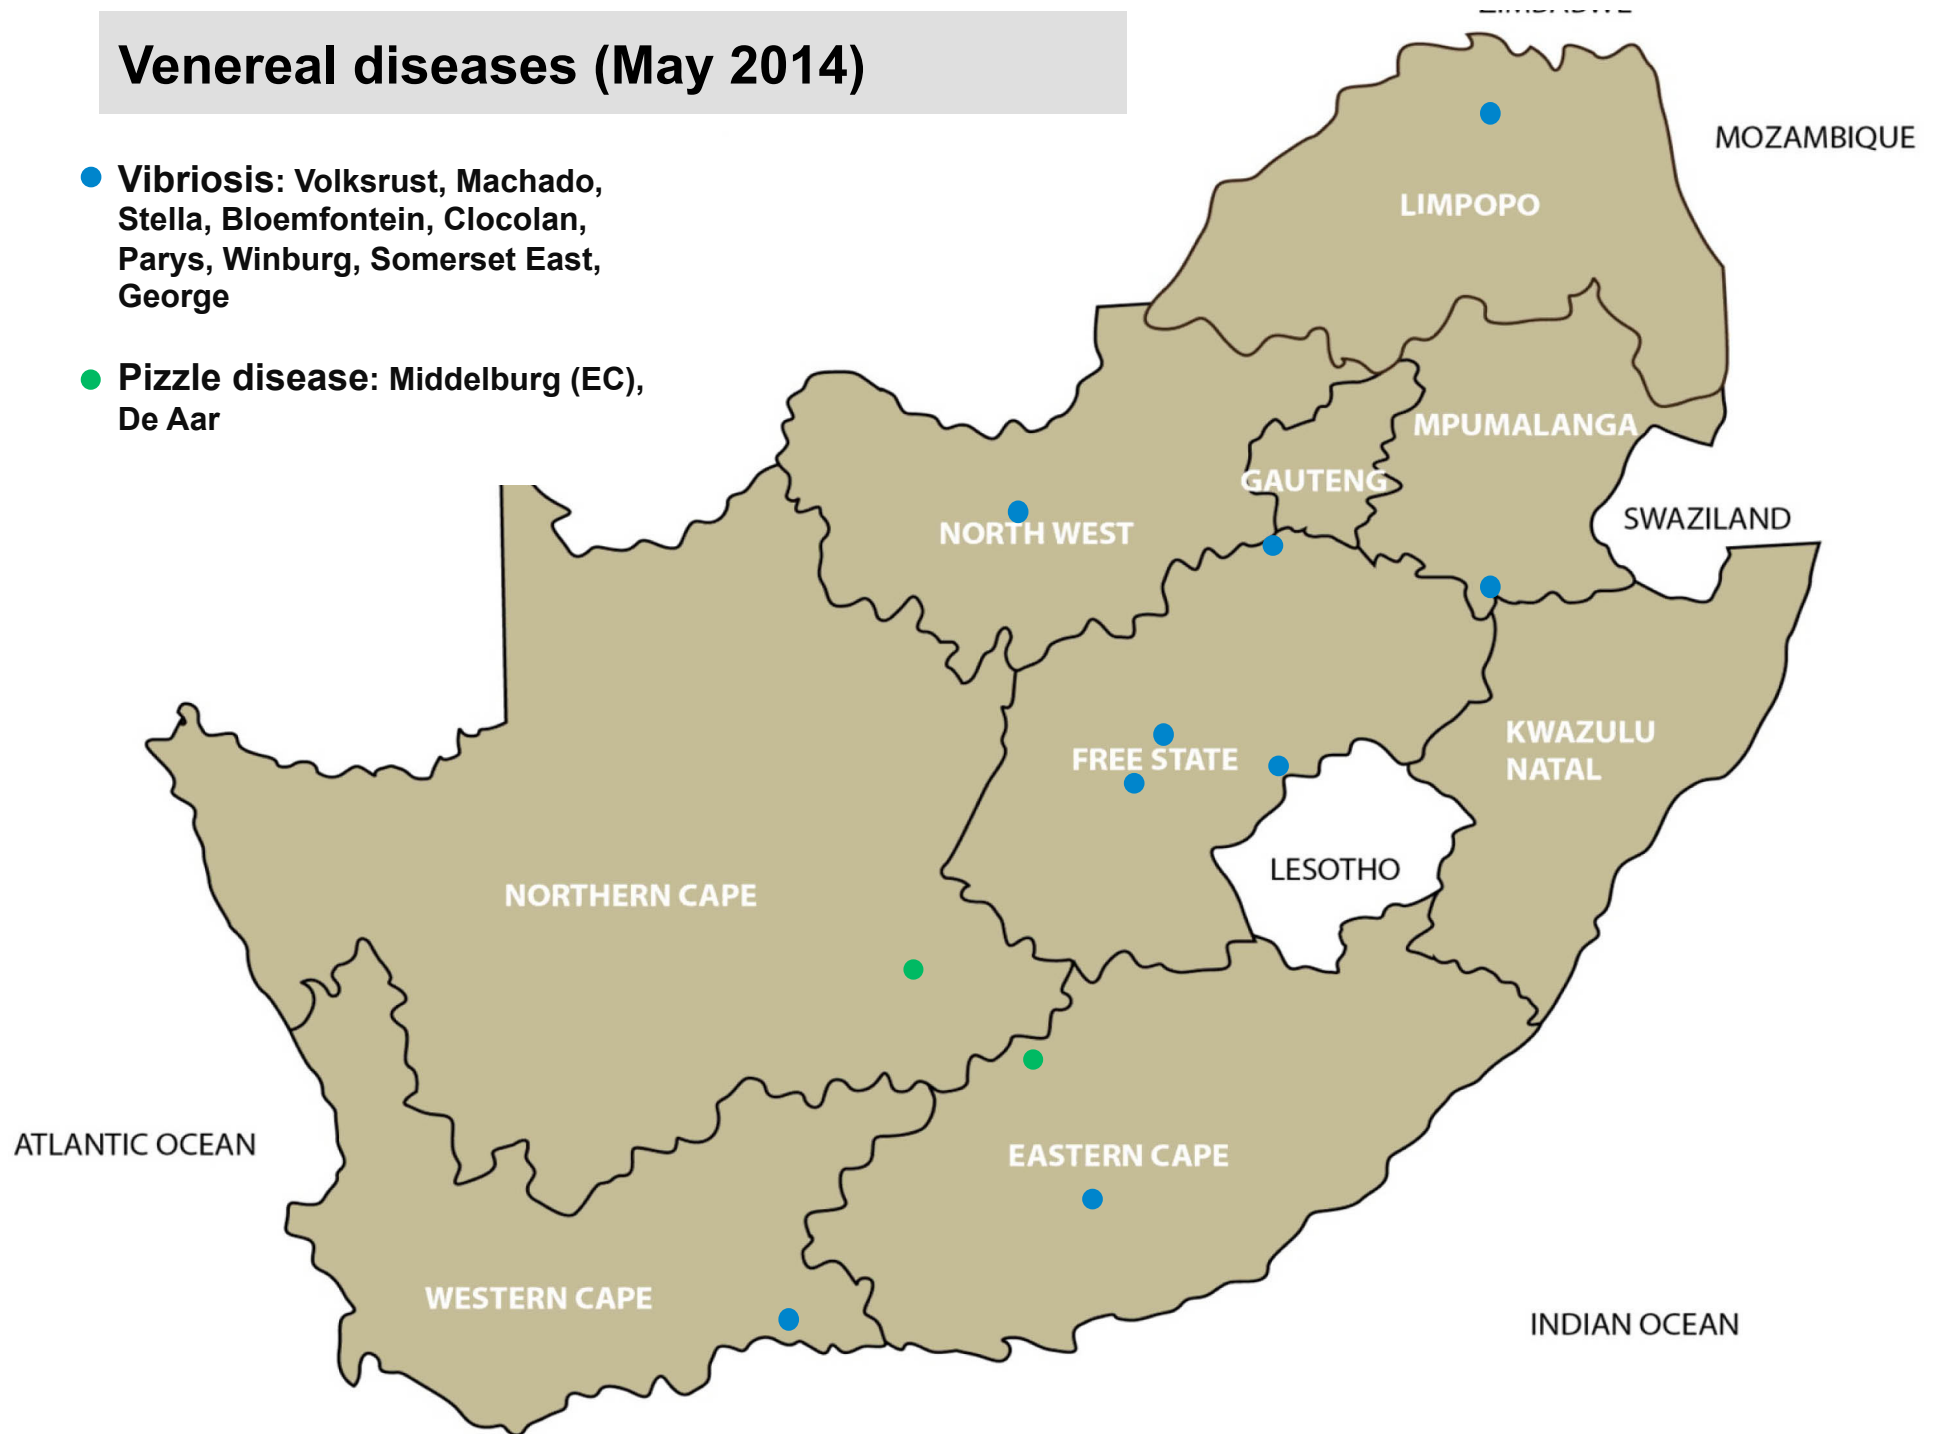 Venereal diseases (May 2014)
Vibriosis: Volksrust, Machado,
Stella, Bloemfontein, Clocolan,
Parys, Winburg, Somerset East,
George
Pizzle disease: Middelburg (EC),
De Aar
ZIMBABWE
MOZAMBIQUE
LIMPOPO
MPUMALANGA
GAUTENG
SWAZILAND
NORTH WEST
KWAZULU
NATAL
FREE STATE
LESOTHO
NORTHERN CAPE
ATLANTIC OCEAN
EASTERN CAPE
WESTERN CAPE
INDIAN OCEAN